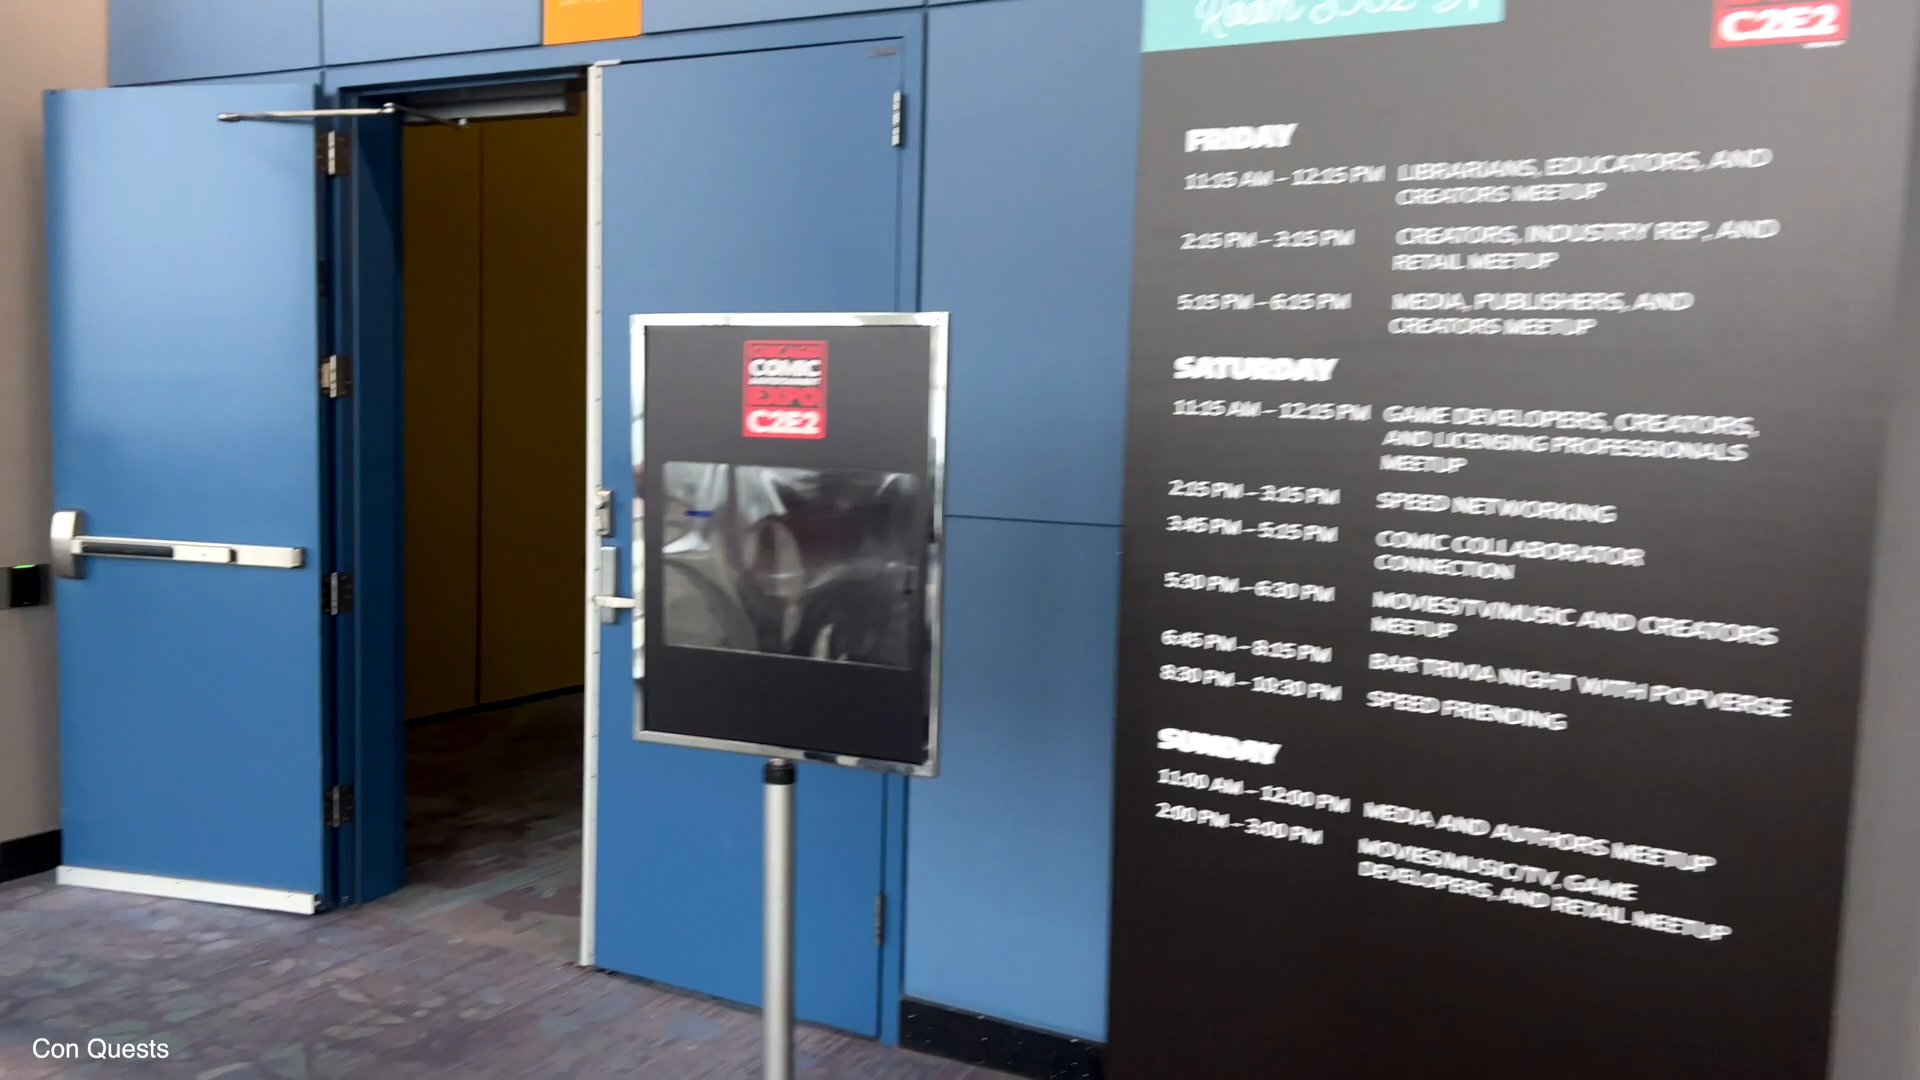 C2E2
FRIDAY
11:15 AM - 12:15 PM LIBRARIANS, EDUCATORS, AND
CREATORS MEETUP
2:15 PM - 3:15 PM CREATORS, INDUSTRY REP, AND
RETAIL MEETUP
5:15 PM - 6:15 PM MEDIA, PUBLISHERS, AND
CREATORS MEETUP
SATURDAY
11:15 AM - 12:15 PM GAME DEVELOPERS, CREATORS,
AND LICENSING PROFESSIONALS
MEETUP
2:15 PM - 3:15 PM SPEED NETWORKING
3:45 PM - 5:15 PM COMIC COLLABORATOR
CONNECTION
5:30 PM - 6:30 PM MOVIES/TV/MUSIC AND CREATORS
MEETUP
6:45 PM - 8:15 PM BAR TRIVIA NIGHT WITH POPVERSE
8:30 PM - 10:30 PM SPEED FRIENDING
SUNDAY
11:00 AM - 12:00 PM MEDIA AND AUTHORS MEETUP
2:00 PM - 3:00 PM MOVIES/MUSIC/TV, GAME
DEVELOPERS, AND RETAIL MEETUP
CHICAGO
COMIC
EXPO
C2E2
Con Quests